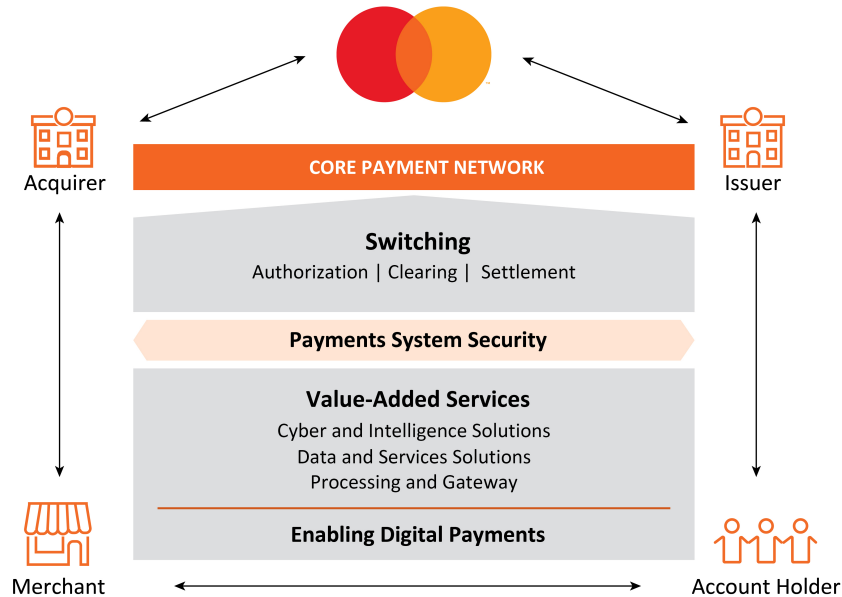 CORE PAYMENT NETWORK
Acquirer
Issuer
Switching
Authorization | Clearing | Settlement
Payments System Security
Value-Added Services
Cyber and Intelligence Solutions
Data and Services Solutions
Processing and Gateway
Enabling Digital Payments
Merchant
Account Holder